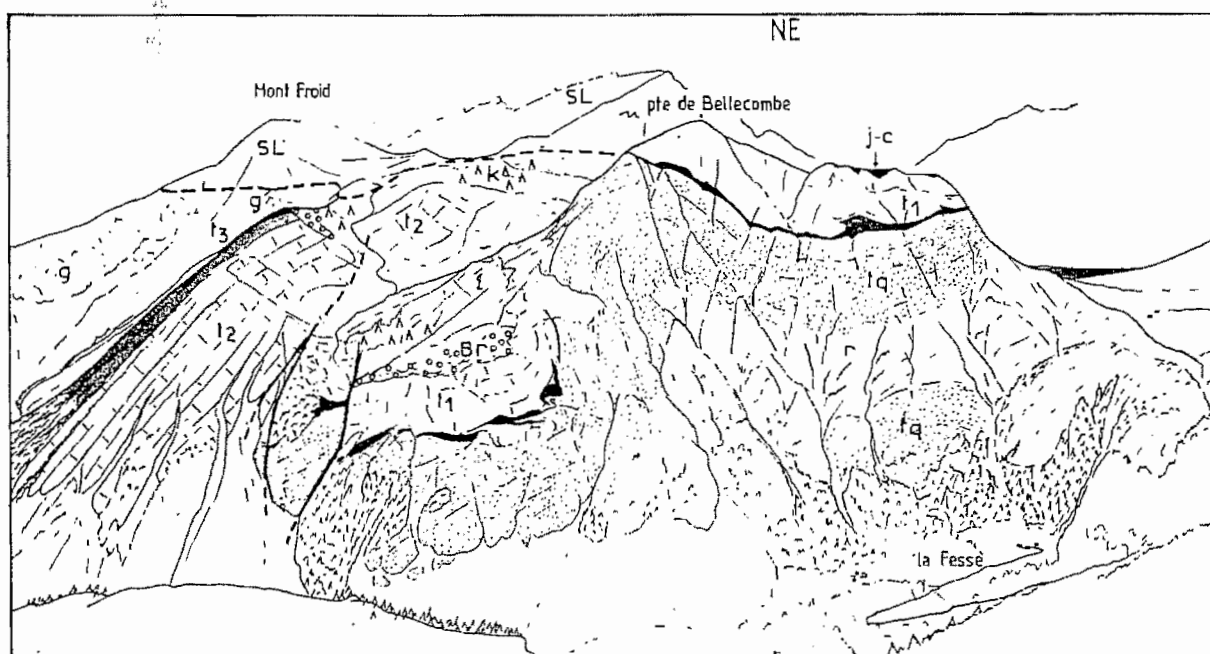 NE
Mont Froid
SL
pte de Bellecombe
j-c
SL
k
g
t1
t3
t2
g
tq
t2
Br
r
t1
tq
la Fesse